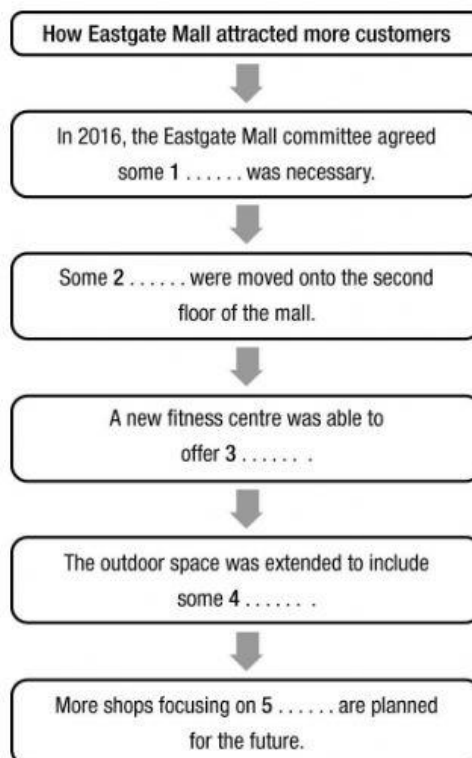 How Eastgate Mall attracted more customers
In 2016, the Eastgate Mall committee agreed
some 1 . . . . . . was necessary.
Some 2 . . . . . . were moved onto the second
floor of the mall.
A new fitness centre was able to
offer 3 . . . . . . .
The outdoor space was extended to include
some 4 . . . . . . .
More shops focusing on 5 . . . . . . are planned
for the future.